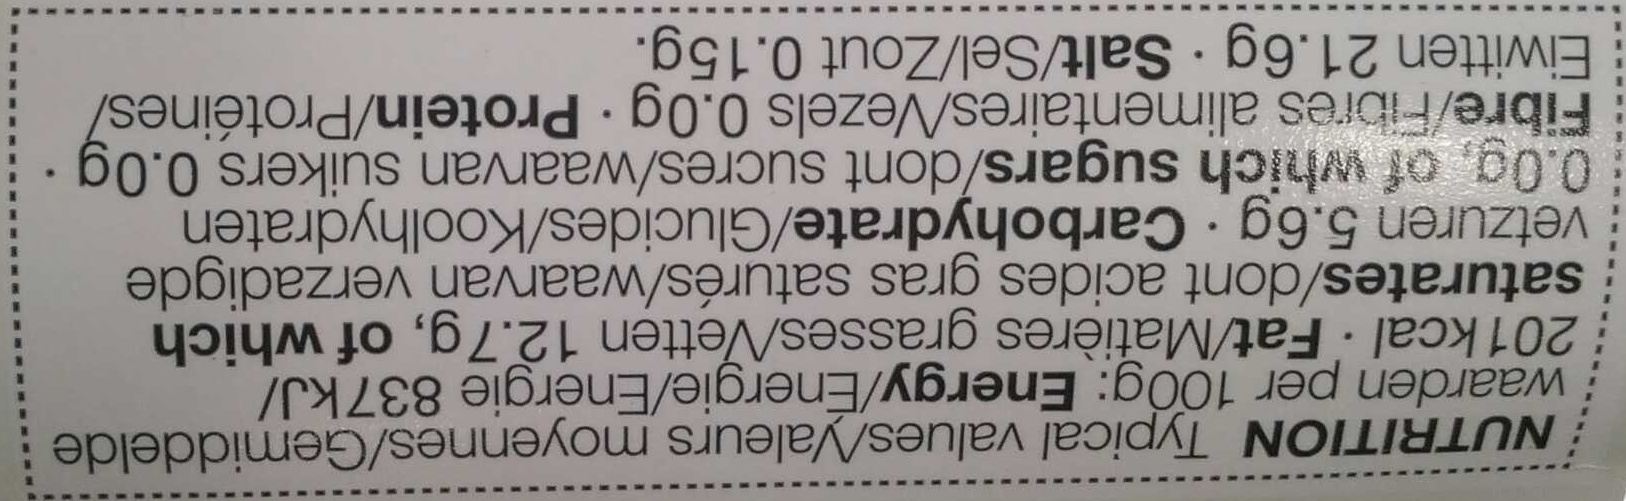 NUTRITION Typical values/Valeurs moyennes/Gemiddelde
waarden per 100g: Energy/Énergie/Energie 837kJ/
201kcal · Fat/Matières grasses/Vetten 12.7g, of which
saturates/dont acides gras saturés/waarvan verzadigde
vetzuren 5.6g · Carbohydrate/Glucides/Koolhydraten
0.0g, of which sugars/dont sucres/waarvan suikers 0.0g ·
Fibre/Fibres alimentaires/Vezels 0.0g · Protein/Protéines/
Eiwitten 21.6g · Salt/Sel/Zout 0.15g.